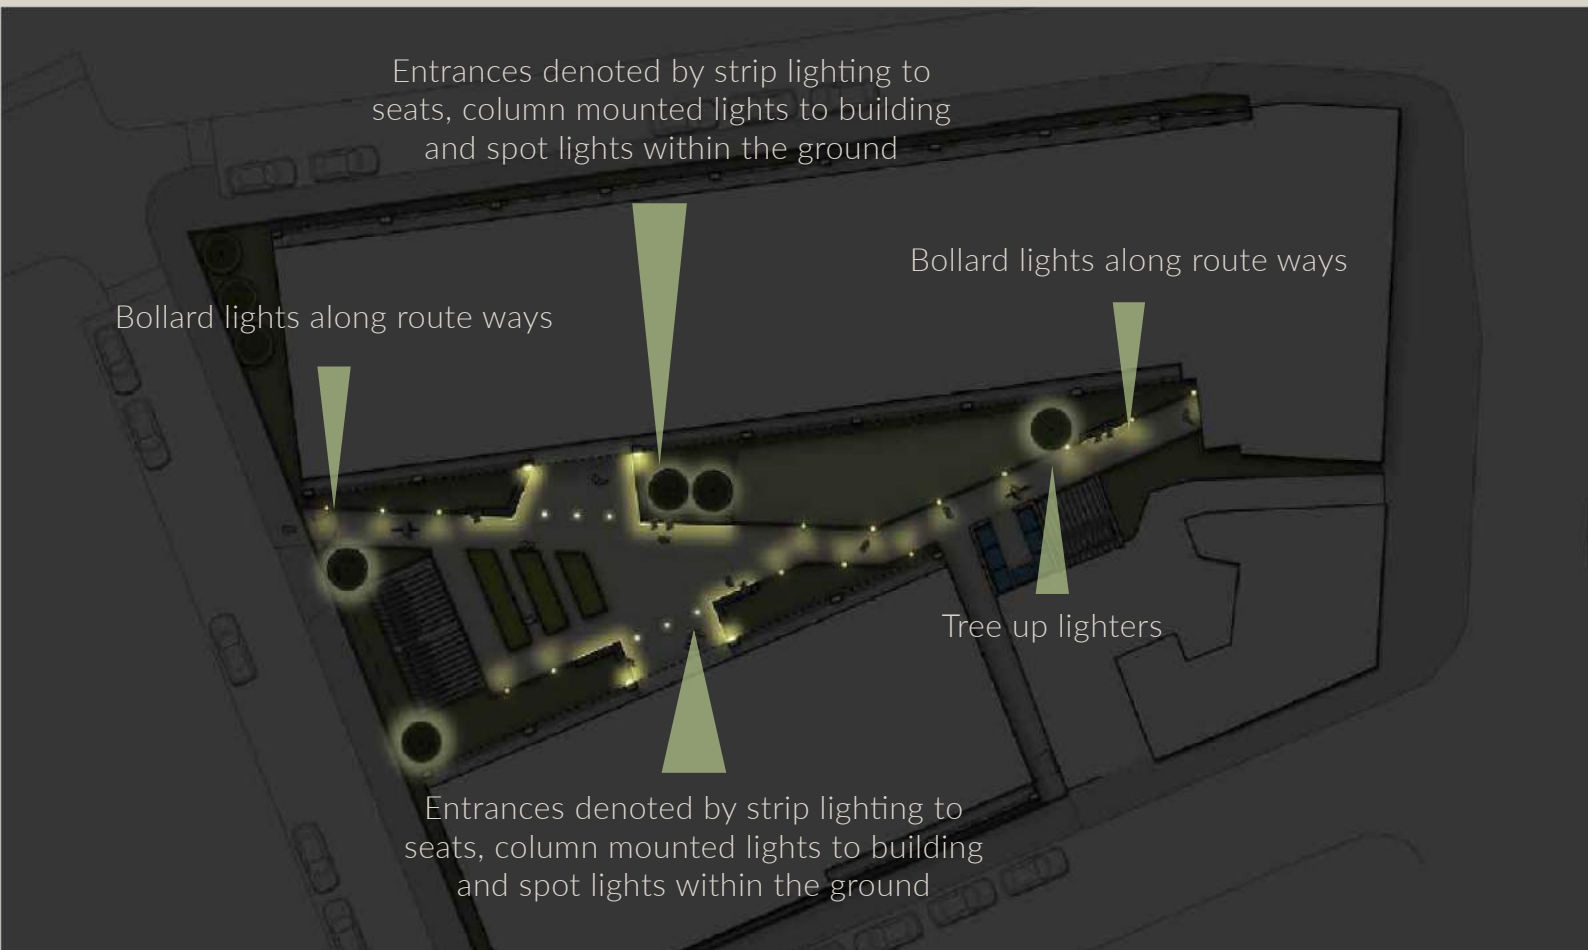 Entrances denoted by strip lighting to
seats, column mounted lights to building
and spot lights within the ground
Bollard lights along route ways
Bollard lights along route ways
Tree up lighters
Entrances denoted by strip lighting to
seats, column mounted lights to building
and spot lights within the ground